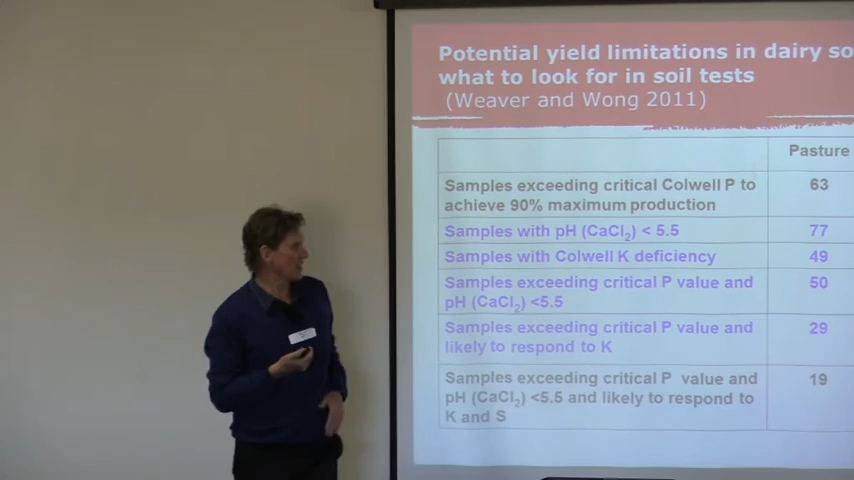 Potential yield limitations in dairy so
what to look for in soil tests
(Weaver and Wong 2011)
Pasture
Samples exceeding critical Colwell P to 63
achieve 90% maximum production
Samples with pH (CaCl₂) < 5.5 77
Samples with Colwell K deficiency 49
Samples exceeding critical P value and 50
pH (CaCl₂) <5.5
Samples exceeding critical P value and 29
likely to respond to K
Samples exceeding critical P value and 19
pH (CaCl₂) <5.5 and likely to respond to
K and S